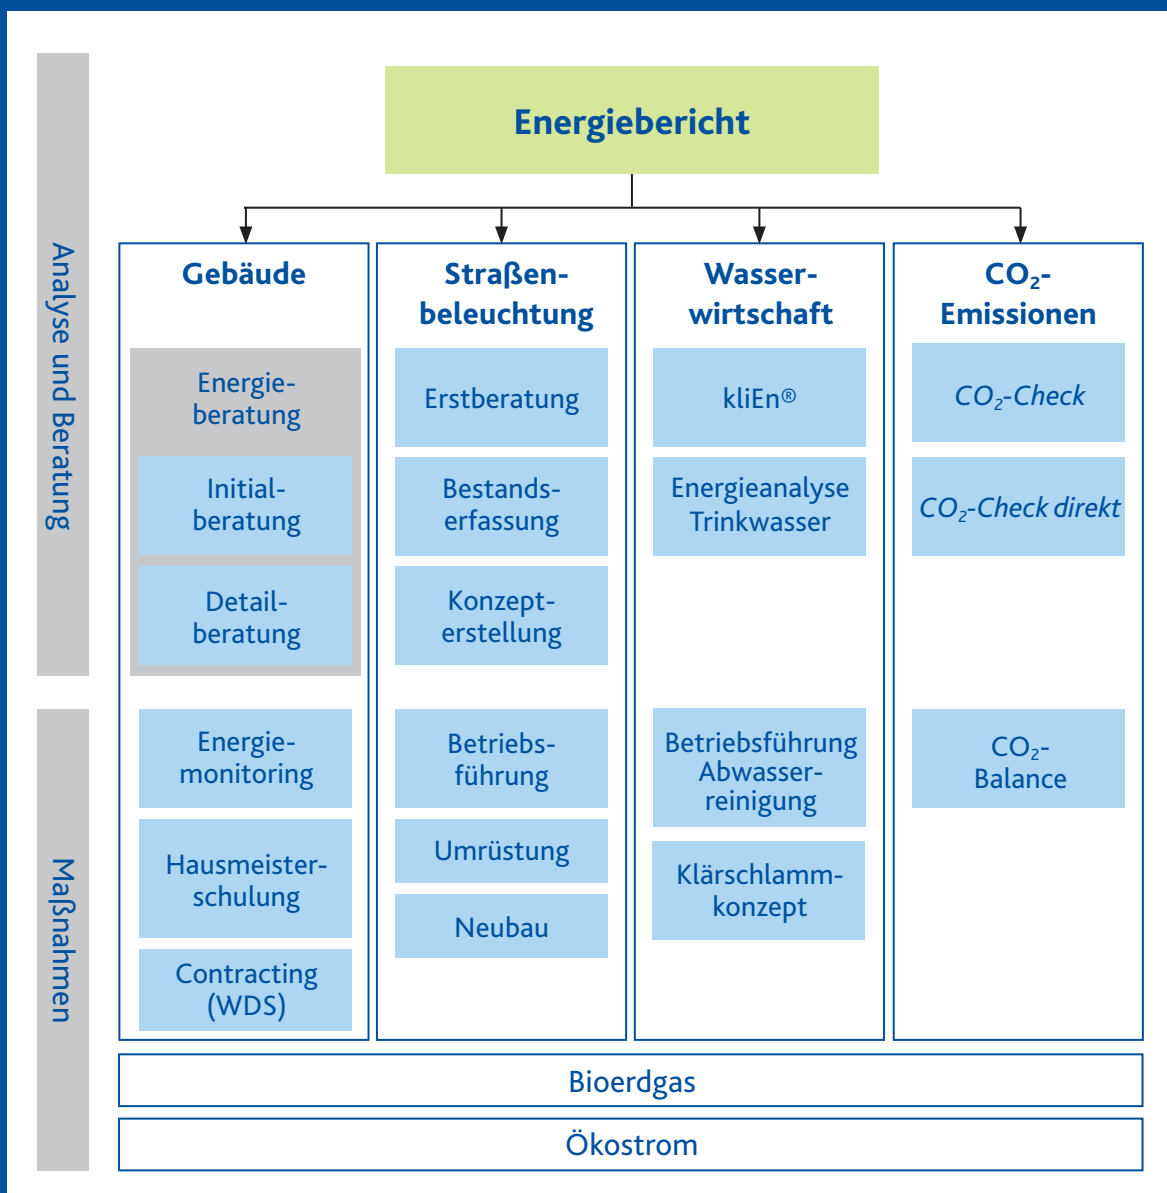 Energiebericht
Analyse und Beratung
Maßnahmen
Gebäude
Energie-
beratung
Initial-
beratung
Detail-
beratung
Energie-
monitoring
Hausmeister-
schulung
Contracting
(WDS)
Straßen-
beleuchtung
Erstberatung
Bestands-
erfassung
Konzept-
erstellung
Betriebs-
führung
Umrüstung
Neubau
Wasser-
wirtschaft
kliEn®
Energieanalyse
Trinkwasser
Betriebsführung
Abwasser-
reinigung
Klärschlamm-
konzept
CO₂-
Emissionen
CO₂-Check
CO₂-Check direkt
CO₂-
Balance
Bioerdgas
Ökostrom